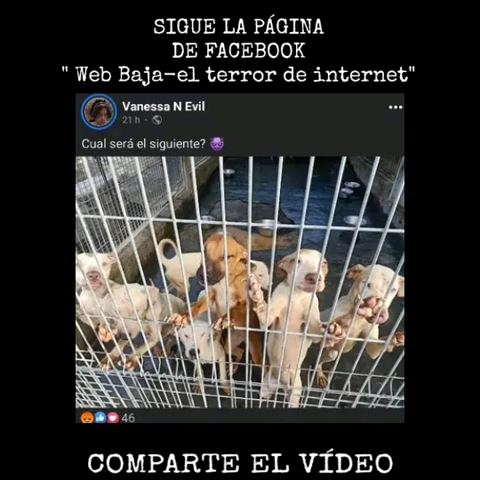 SIGUE LA PÁGINA
DE FACEBOOK
" Web Baja-el terror de internet"
Vanessa N Evil
21 h ·
Cual será el siguiente? 😈
46
COMPARTE EL VÍDEO